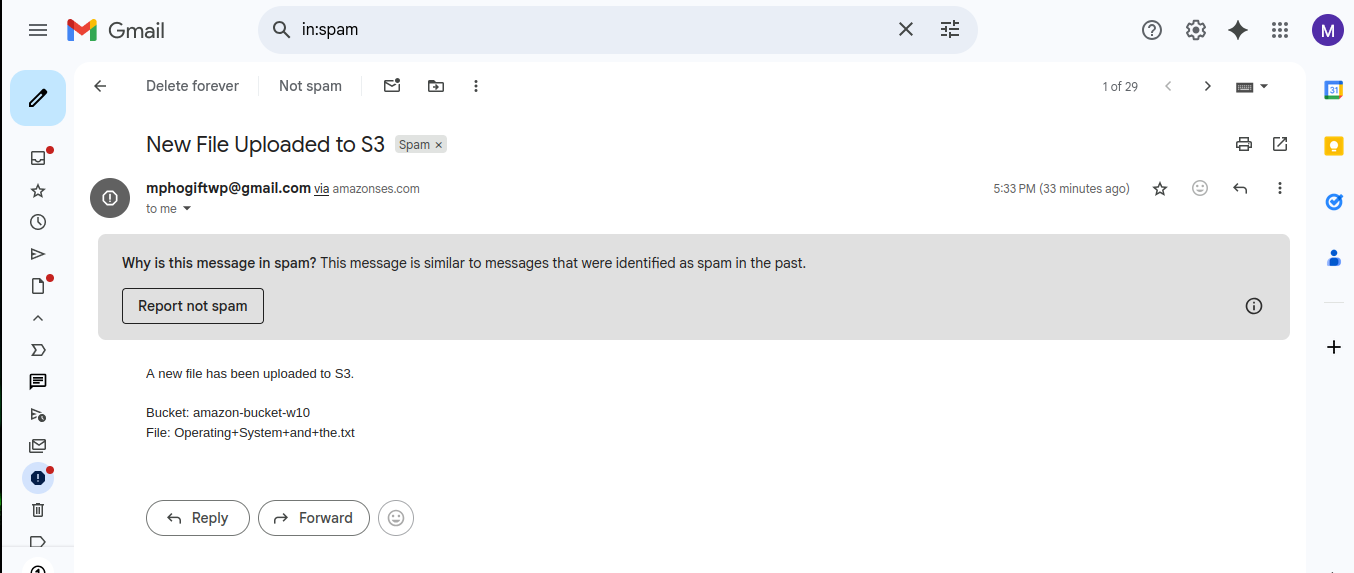 Gmail
in:spam
M
Delete forever
Not spam
1 of 29
31
New File Uploaded to S3
Spam ×
mphogiftwp@gmail.com via amazonses.com
5:33 PM (33 minutes ago)
to me
Why is this message in spam? This message is similar to messages that were identified as spam in the past.
Report not spam
A new file has been uploaded to S3.
Bucket: amazon-bucket-w10
File: Operating+System+and+the.txt
Reply
Forward